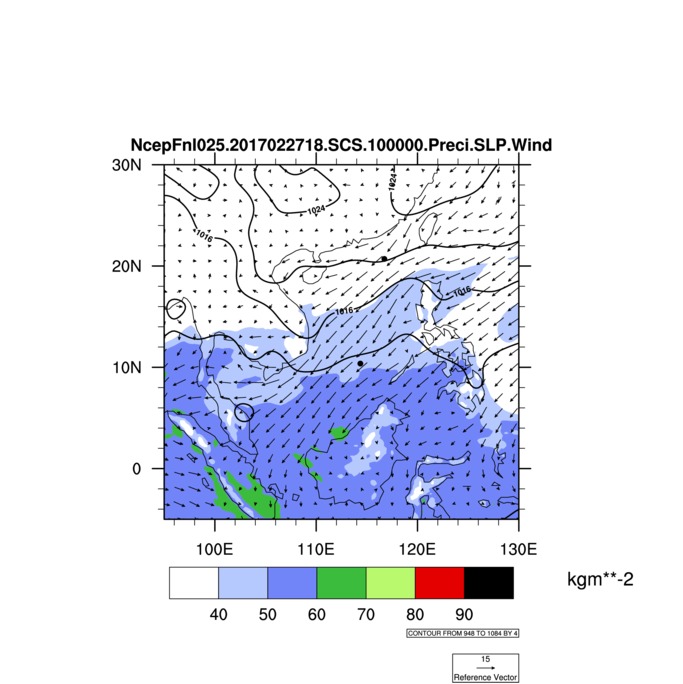 NcepFnl025.2017022718.SCS.100000.Preci.SLP.Wind
30N
1024
1024
1016
20N
1016
1016
10N
0
100E 110E 120E 130E
kgm**-2
40 50 60 70 80 90
CONTOUR FROM 948 TO 1084 BY 4
15
Reference Vector